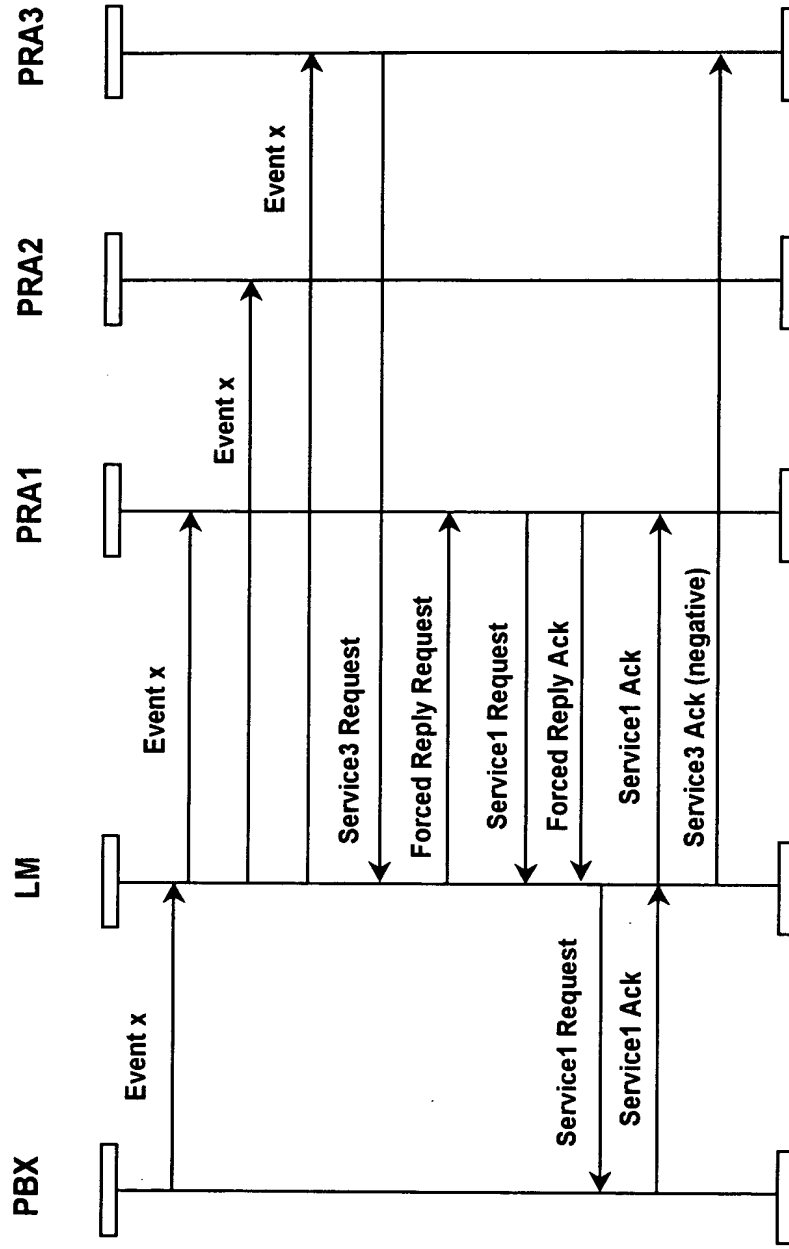 PBX
LM
PRA1
PRA2
PRA3
Event x
Event x
Event x
Event x
Service3 Request
Forced Reply Request
Service1 Request
Forced Reply Ack
Service1 Request
Service1 Ack
Service1 Ack
Service3 Ack (negative)